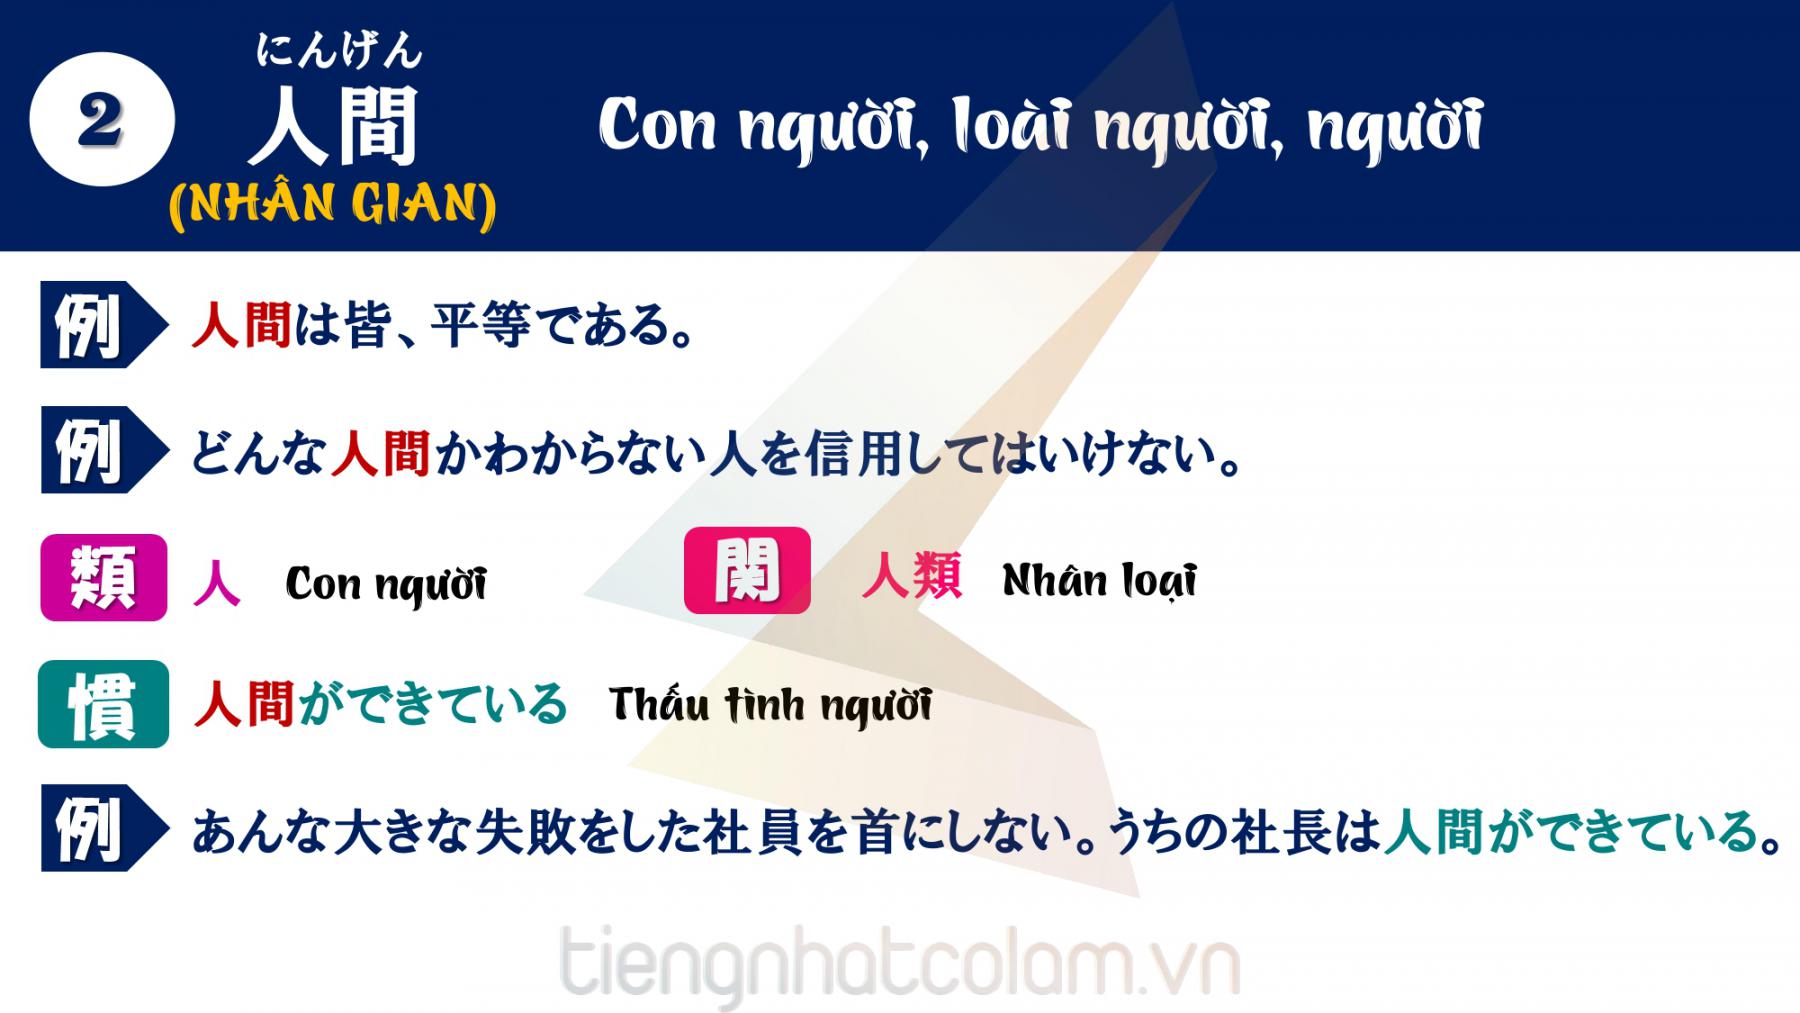 にんげん
2
人間
Con người, loài người, người
(NHÂN GIAN)
例 人間は皆、平等である。
例 どんな人間かわからない人を信用してはいけない。
類 人 Con người 関 人類 Nhân loại
慣 人間ができている Thấu tình người
例 あんな大きな失敗をした社員を首にしない。うちの社長は人間ができている。
tiengnhatcolam.vn